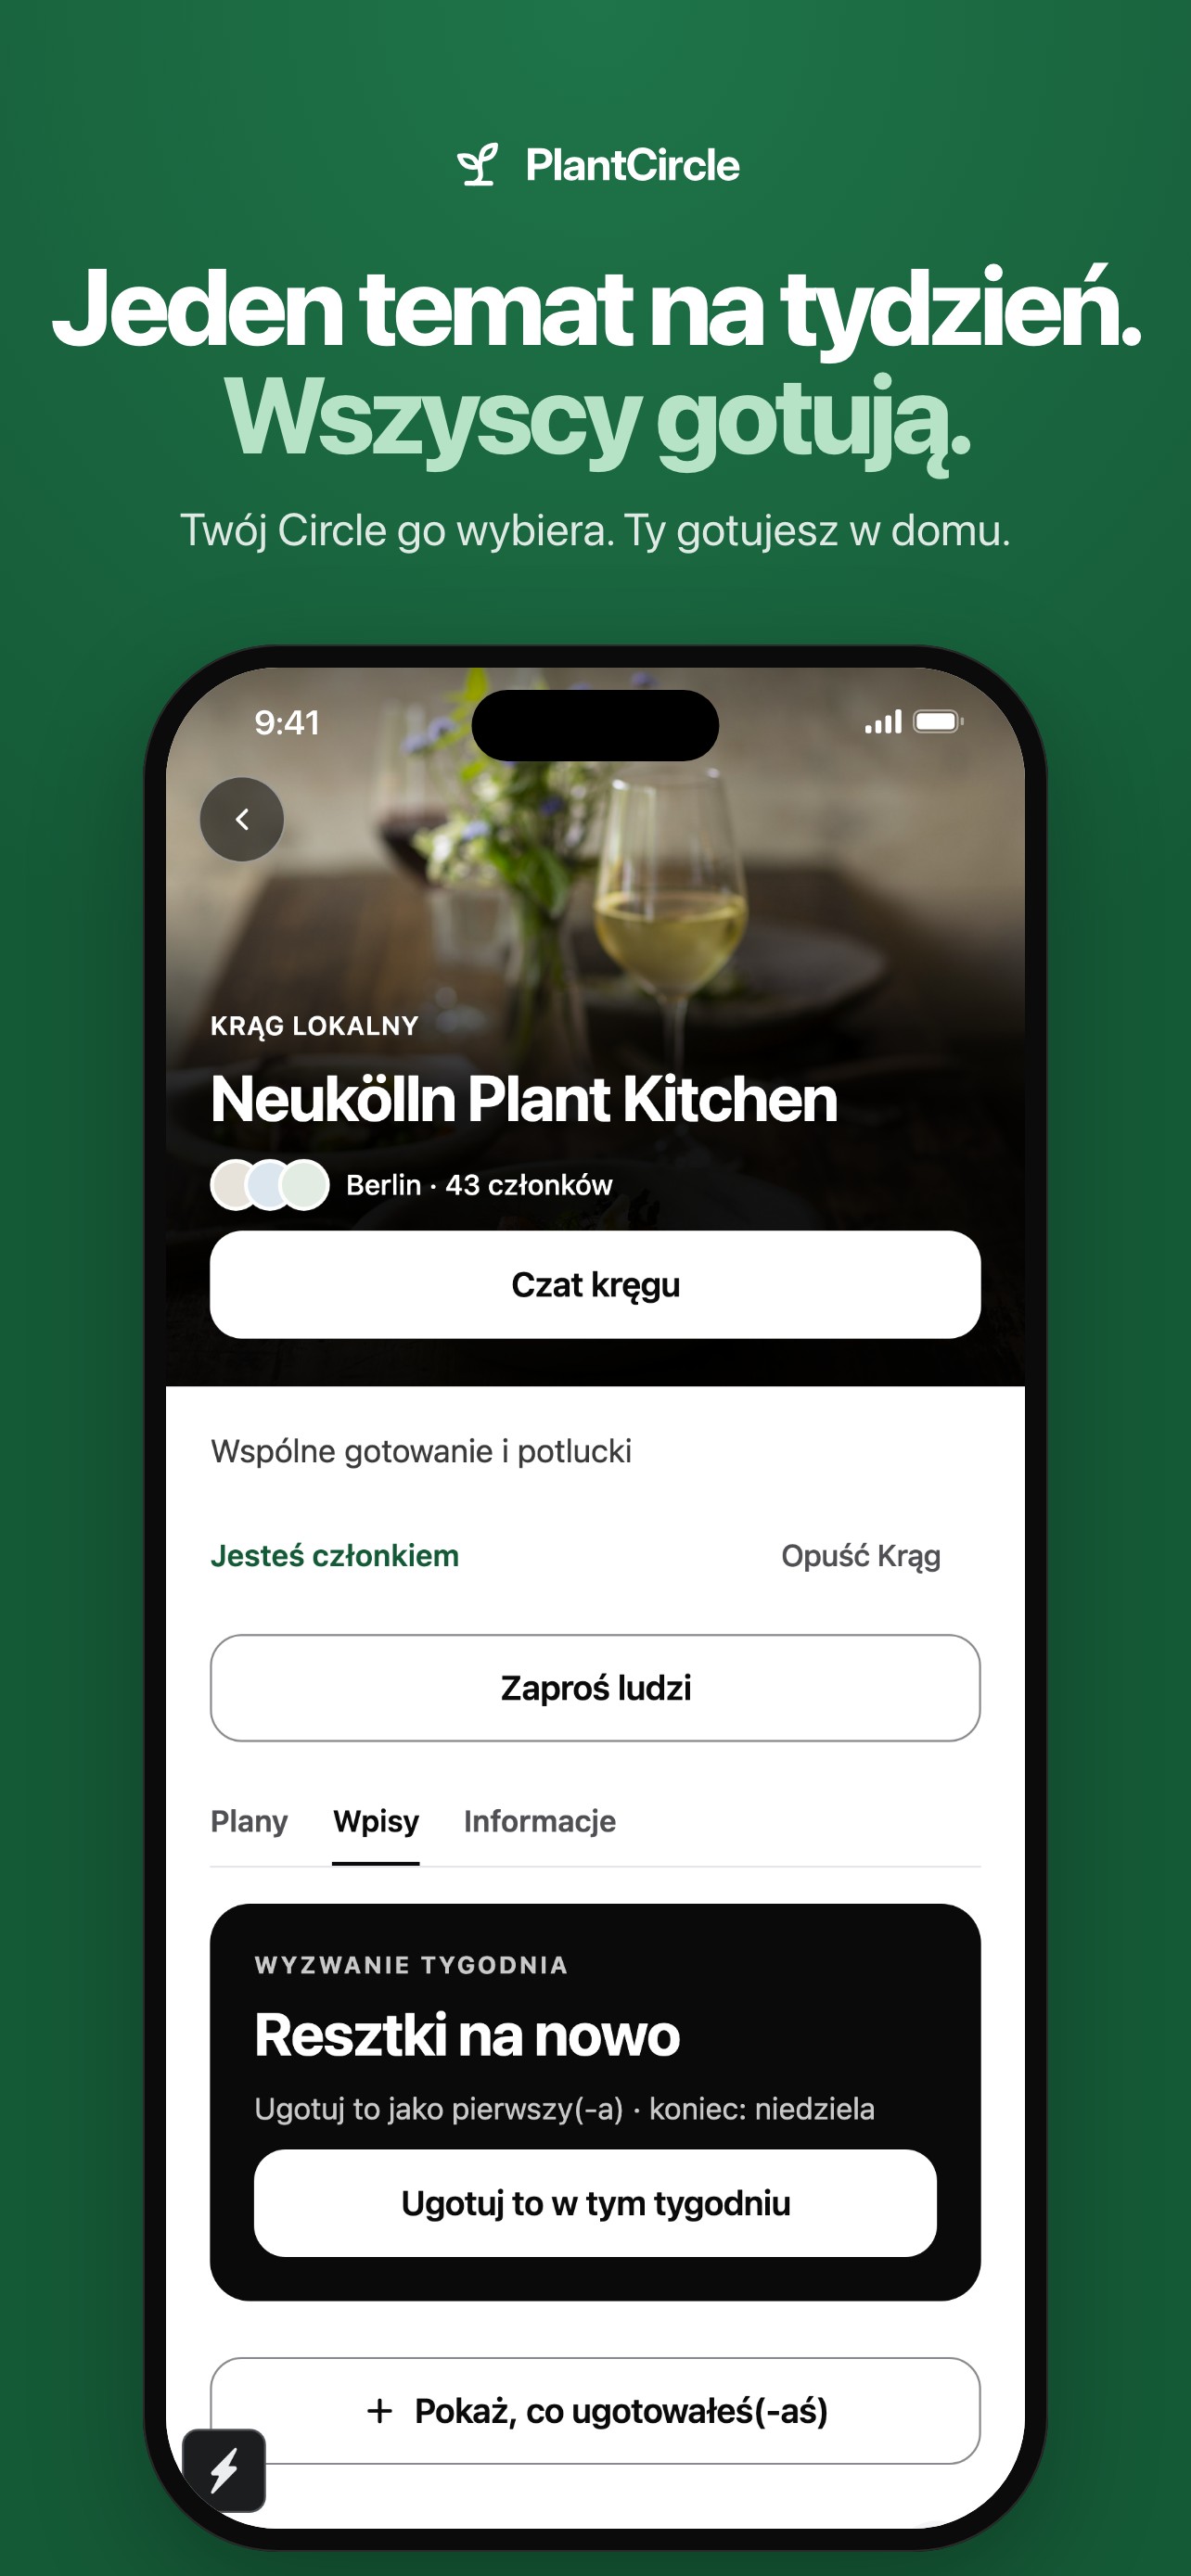 PlantCircle
Jeden temat na tydzień.
Wszyscy gotują.
Twój Circle go wybiera. Ty gotujesz w domu.
9:41
KRĄG LOKALNY
Neukölln Plant Kitchen
Berlin · 43 członków
Czat kręgu
Wspólne gotowanie i potlucki
Jesteś członkiem Opuść Krąg
Zaproś ludzi
Plany Wpisy Informacje
WYZWANIE TYGODNIA
Resztki na nowo
Ugotuj to jako pierwszy(-a) · koniec: niedziela
Ugotuj to w tym tygodniu
+ Pokaż, co ugotowałeś(-aś)